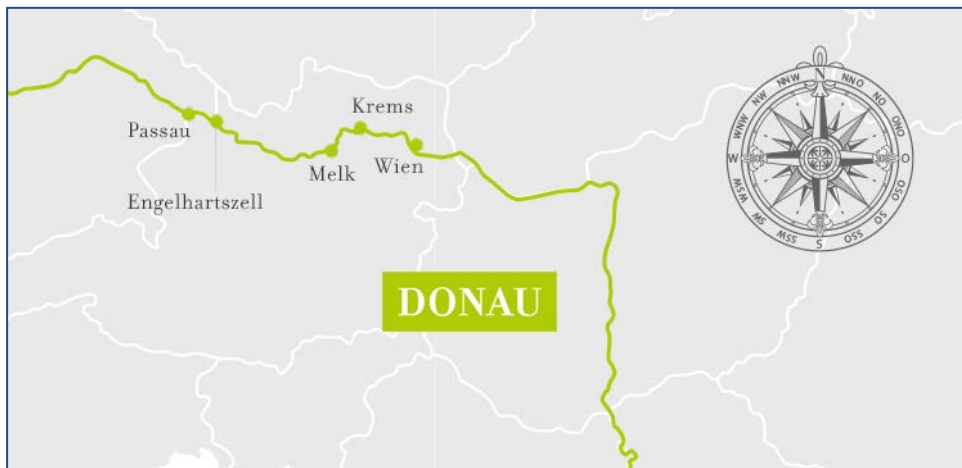 Krems
Passau
Melk
Wien
Engelhartszell
DONAU
N
NNO
NO
ONO
O
OSO
SO
SSO
S
SSW
SW
WSW
W
WNW
NW
NNW